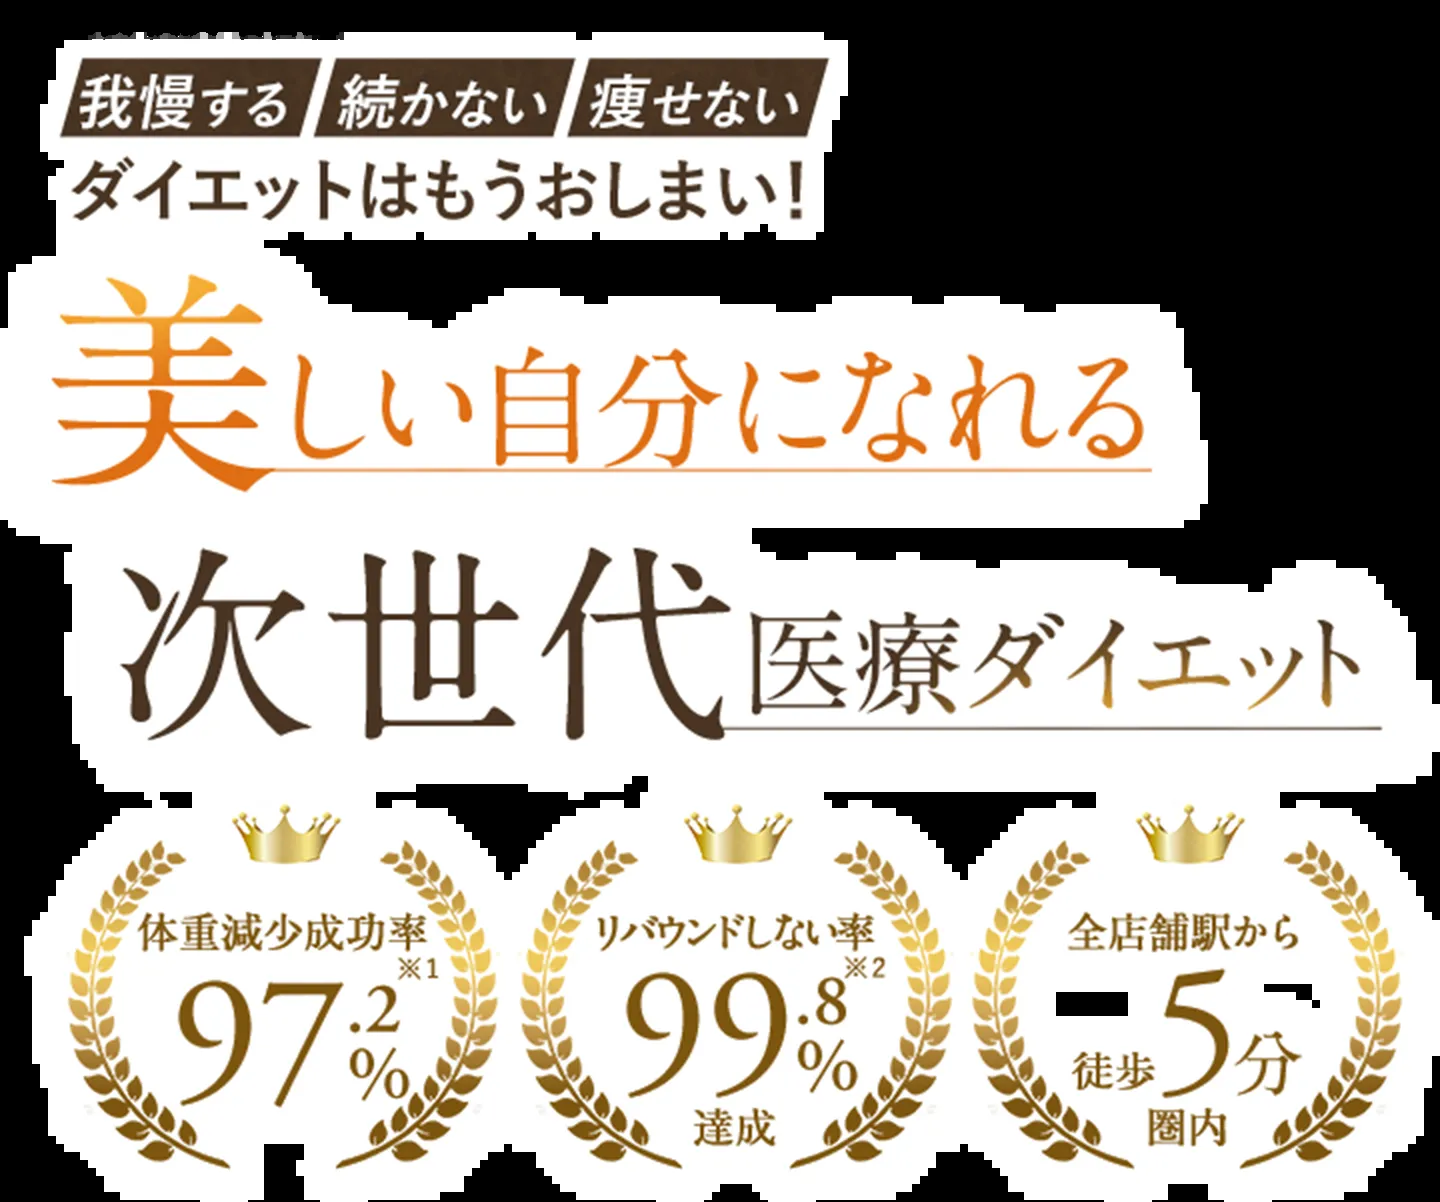 我慢する 続かない 痩せない
ダイエットはもうおしまい！
美しい自分になれる
次世代医療ダイエット
体重減少成功率
※1
97.2%
リバウンドしない率
※2
99.8%
達成
全店舗駅から
徒歩5分
圏内